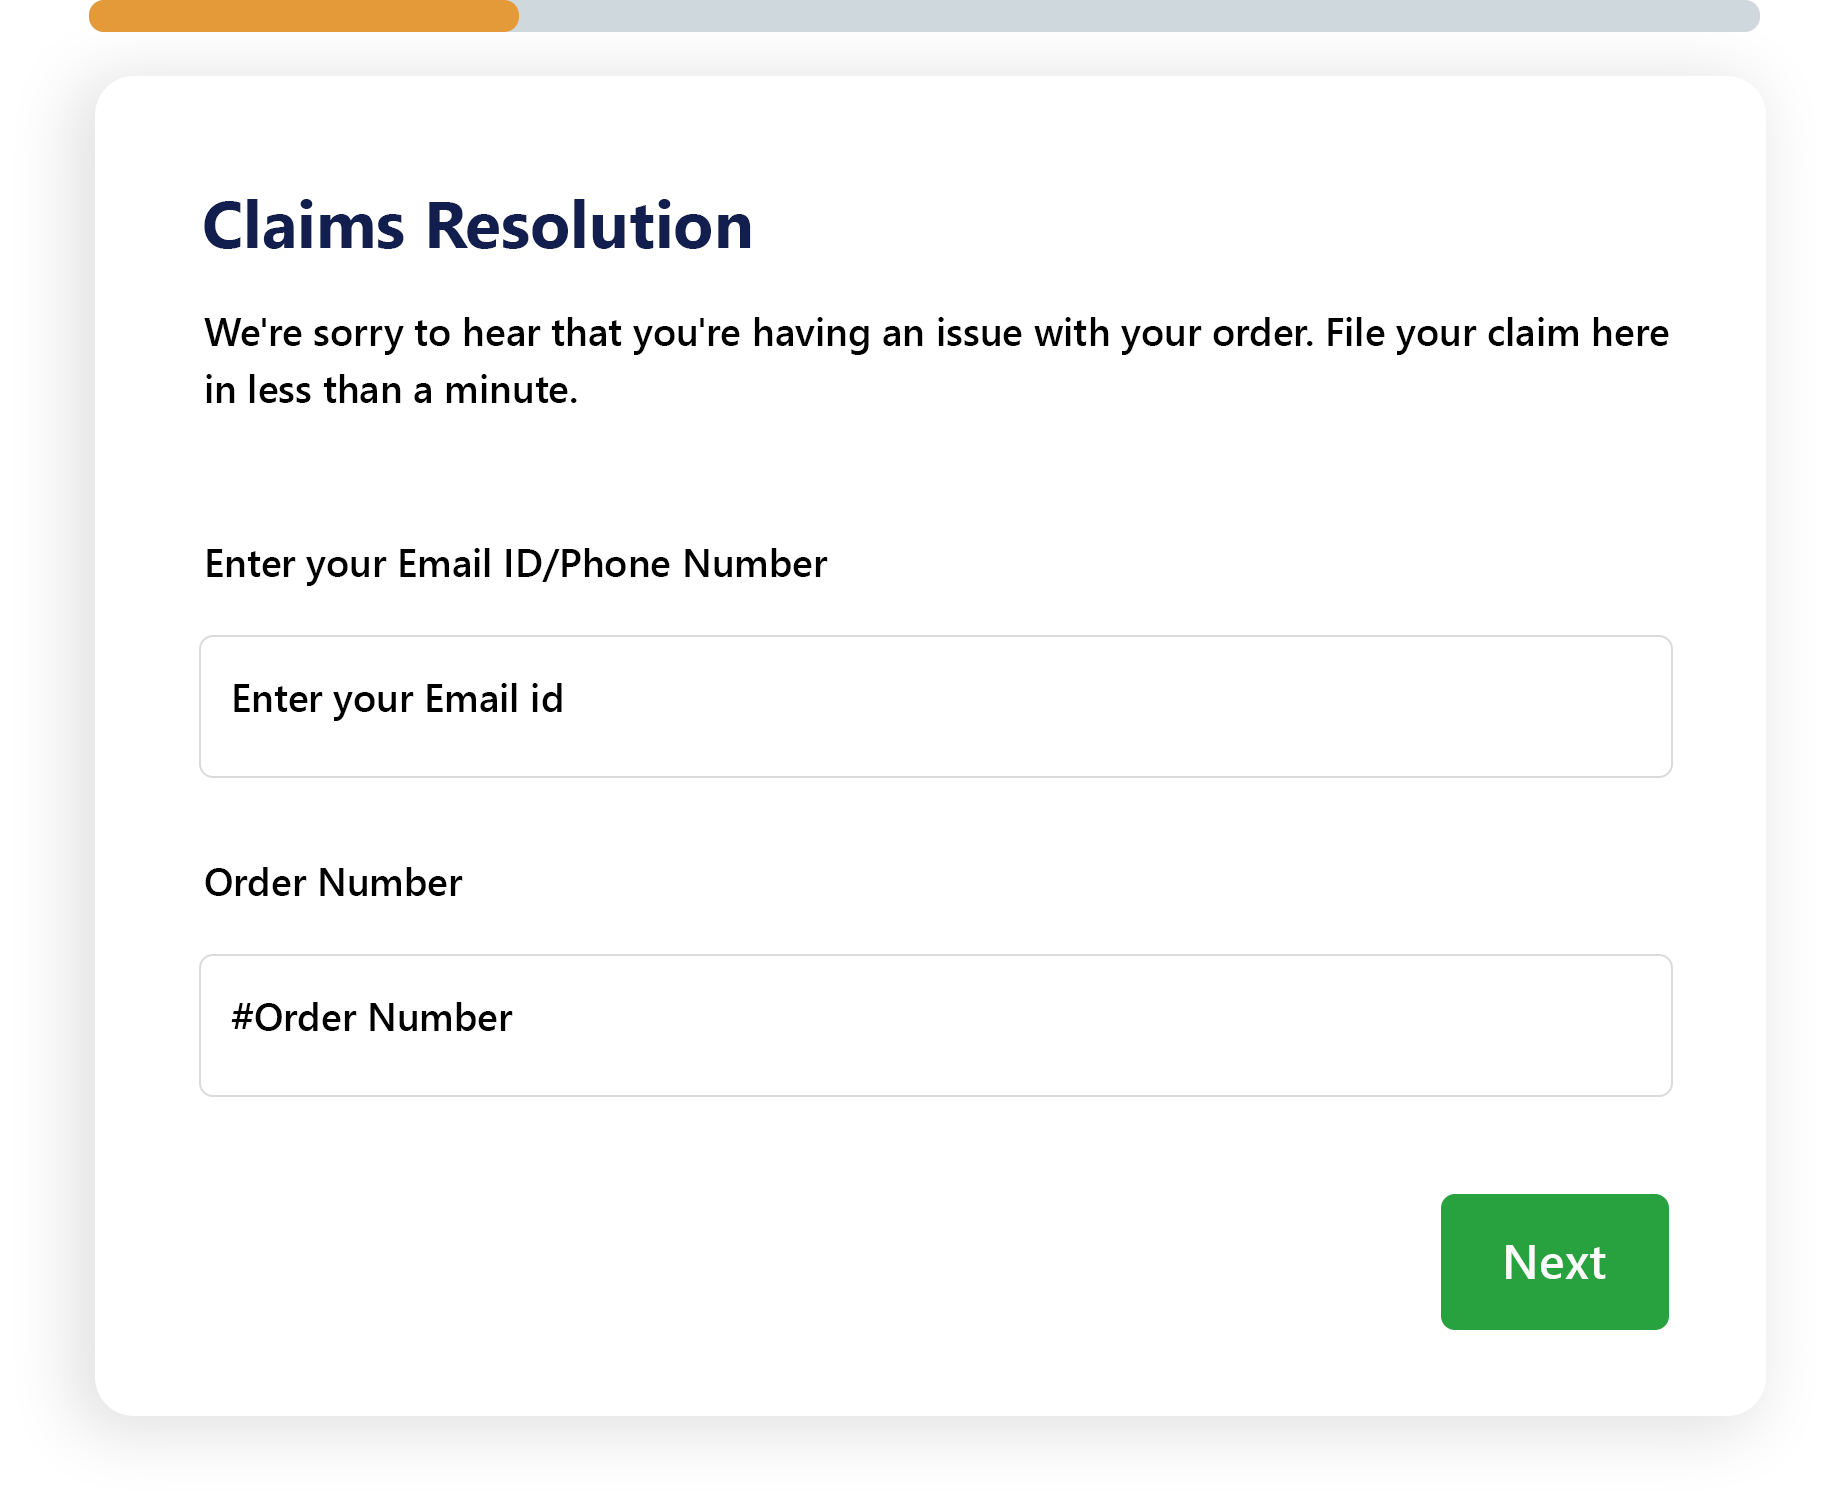 Claims Resolution
We're sorry to hear that you're having an issue with your order. File your claim here
in less than a minute.
Enter your Email ID/Phone Number
Enter your Email id
Order Number
#Order Number
Next